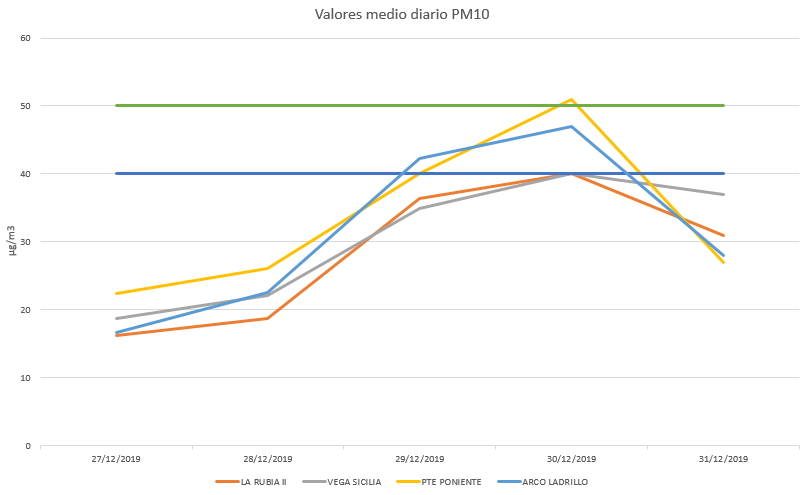 Valores medio diario PM10
60
50
40
30
20
10
0
µg/m3
27/12/2019 28/12/2019 29/12/2019 30/12/2019 31/12/2019
LA RUBIA II VEGA SICILIA PTE PONIENTE ARCO LADRILLO